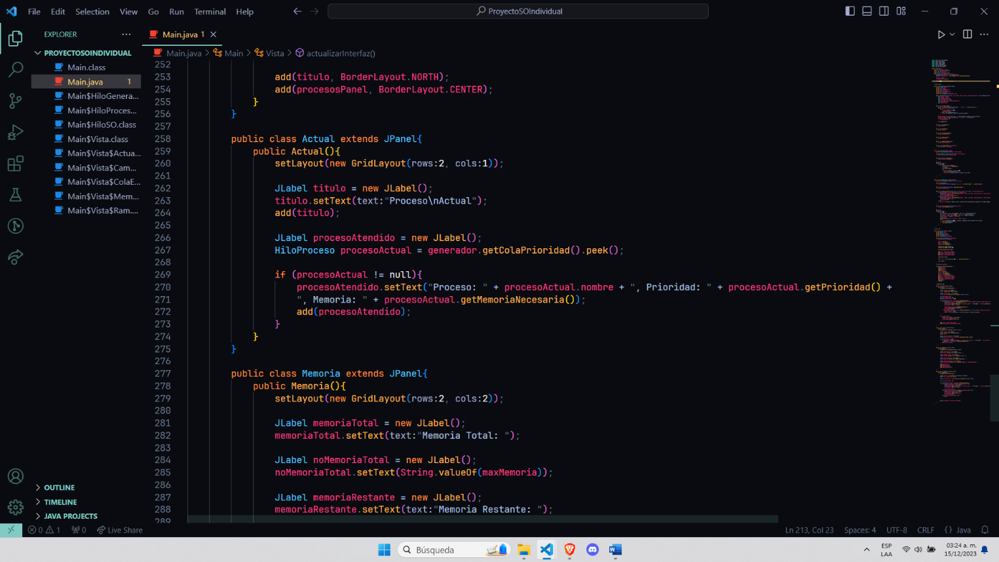 File Edit Selection View Go Run Terminal Help
ProyectoSOIndividual
EXPLORER
Main.java 1
PROYECTOSOINDIVIDUAL
Main.java > Main > Vista > actualizarInterfaz()
Main.class
Main.java 1
Main$HiloGenera...
Main$HiloProces...
Main$HiloSO.class
Main$Vista.class
Main$Vista$Actua...
Main$Vista$Cam...
Main$Vista$ColaE...
Main$Vista$Mem...
Main$Vista$Ram....
OUTLINE
TIMELINE
JAVA PROJECTS
252
253 add(titulo, BorderLayout.NORTH);
254 add(procesosPanel, BorderLayout.CENTER);
255 }
256 }
257
258 public class Actual extends JPanel{
259 public Actual(){
260 setLayout(new GridLayout(rows:2, cols:1));
261
262 JLabel titulo = new JLabel();
263 titulo.setText(text:"Proceso\nActual");
264 add(titulo);
265
266 JLabel procesoAtendido = new JLabel();
267 HiloProceso procesoActual = generador.getColaPrioridad().peek();
268
269 if (procesoActual != null){
270 procesoAtendido.setText("Proceso: " + procesoActual.nombre + ", Prioridad: " + procesoActual.getPrioridad() +
271 ", Memoria: " + procesoActual.getMemoriaNecesaria());
272 add(procesoAtendido);
273 }
274 }
275 }
276
277 public class Memoria extends JPanel{
278 public Memoria(){
279 setLayout(new GridLayout(rows:2, cols:2));
280
281 JLabel memoriaTotal = new JLabel();
282 memoriaTotal.setText(text:"Memoria Total: ");
283
284 JLabel noMemoriaTotal = new JLabel();
285 noMemoriaTotal.setText(String.valueOf(maxMemoria));
286
287 JLabel memoriaRestante = new JLabel();
288 memoriaRestante.setText(text:"Memoria Restante: ");
289
0 1 0 Live Share Ln 213, Col 23 Spaces: 4 UTF-8 CRLF {} Java
Búsqueda
ESP
LAA
03:24 a. m.
15/12/2023